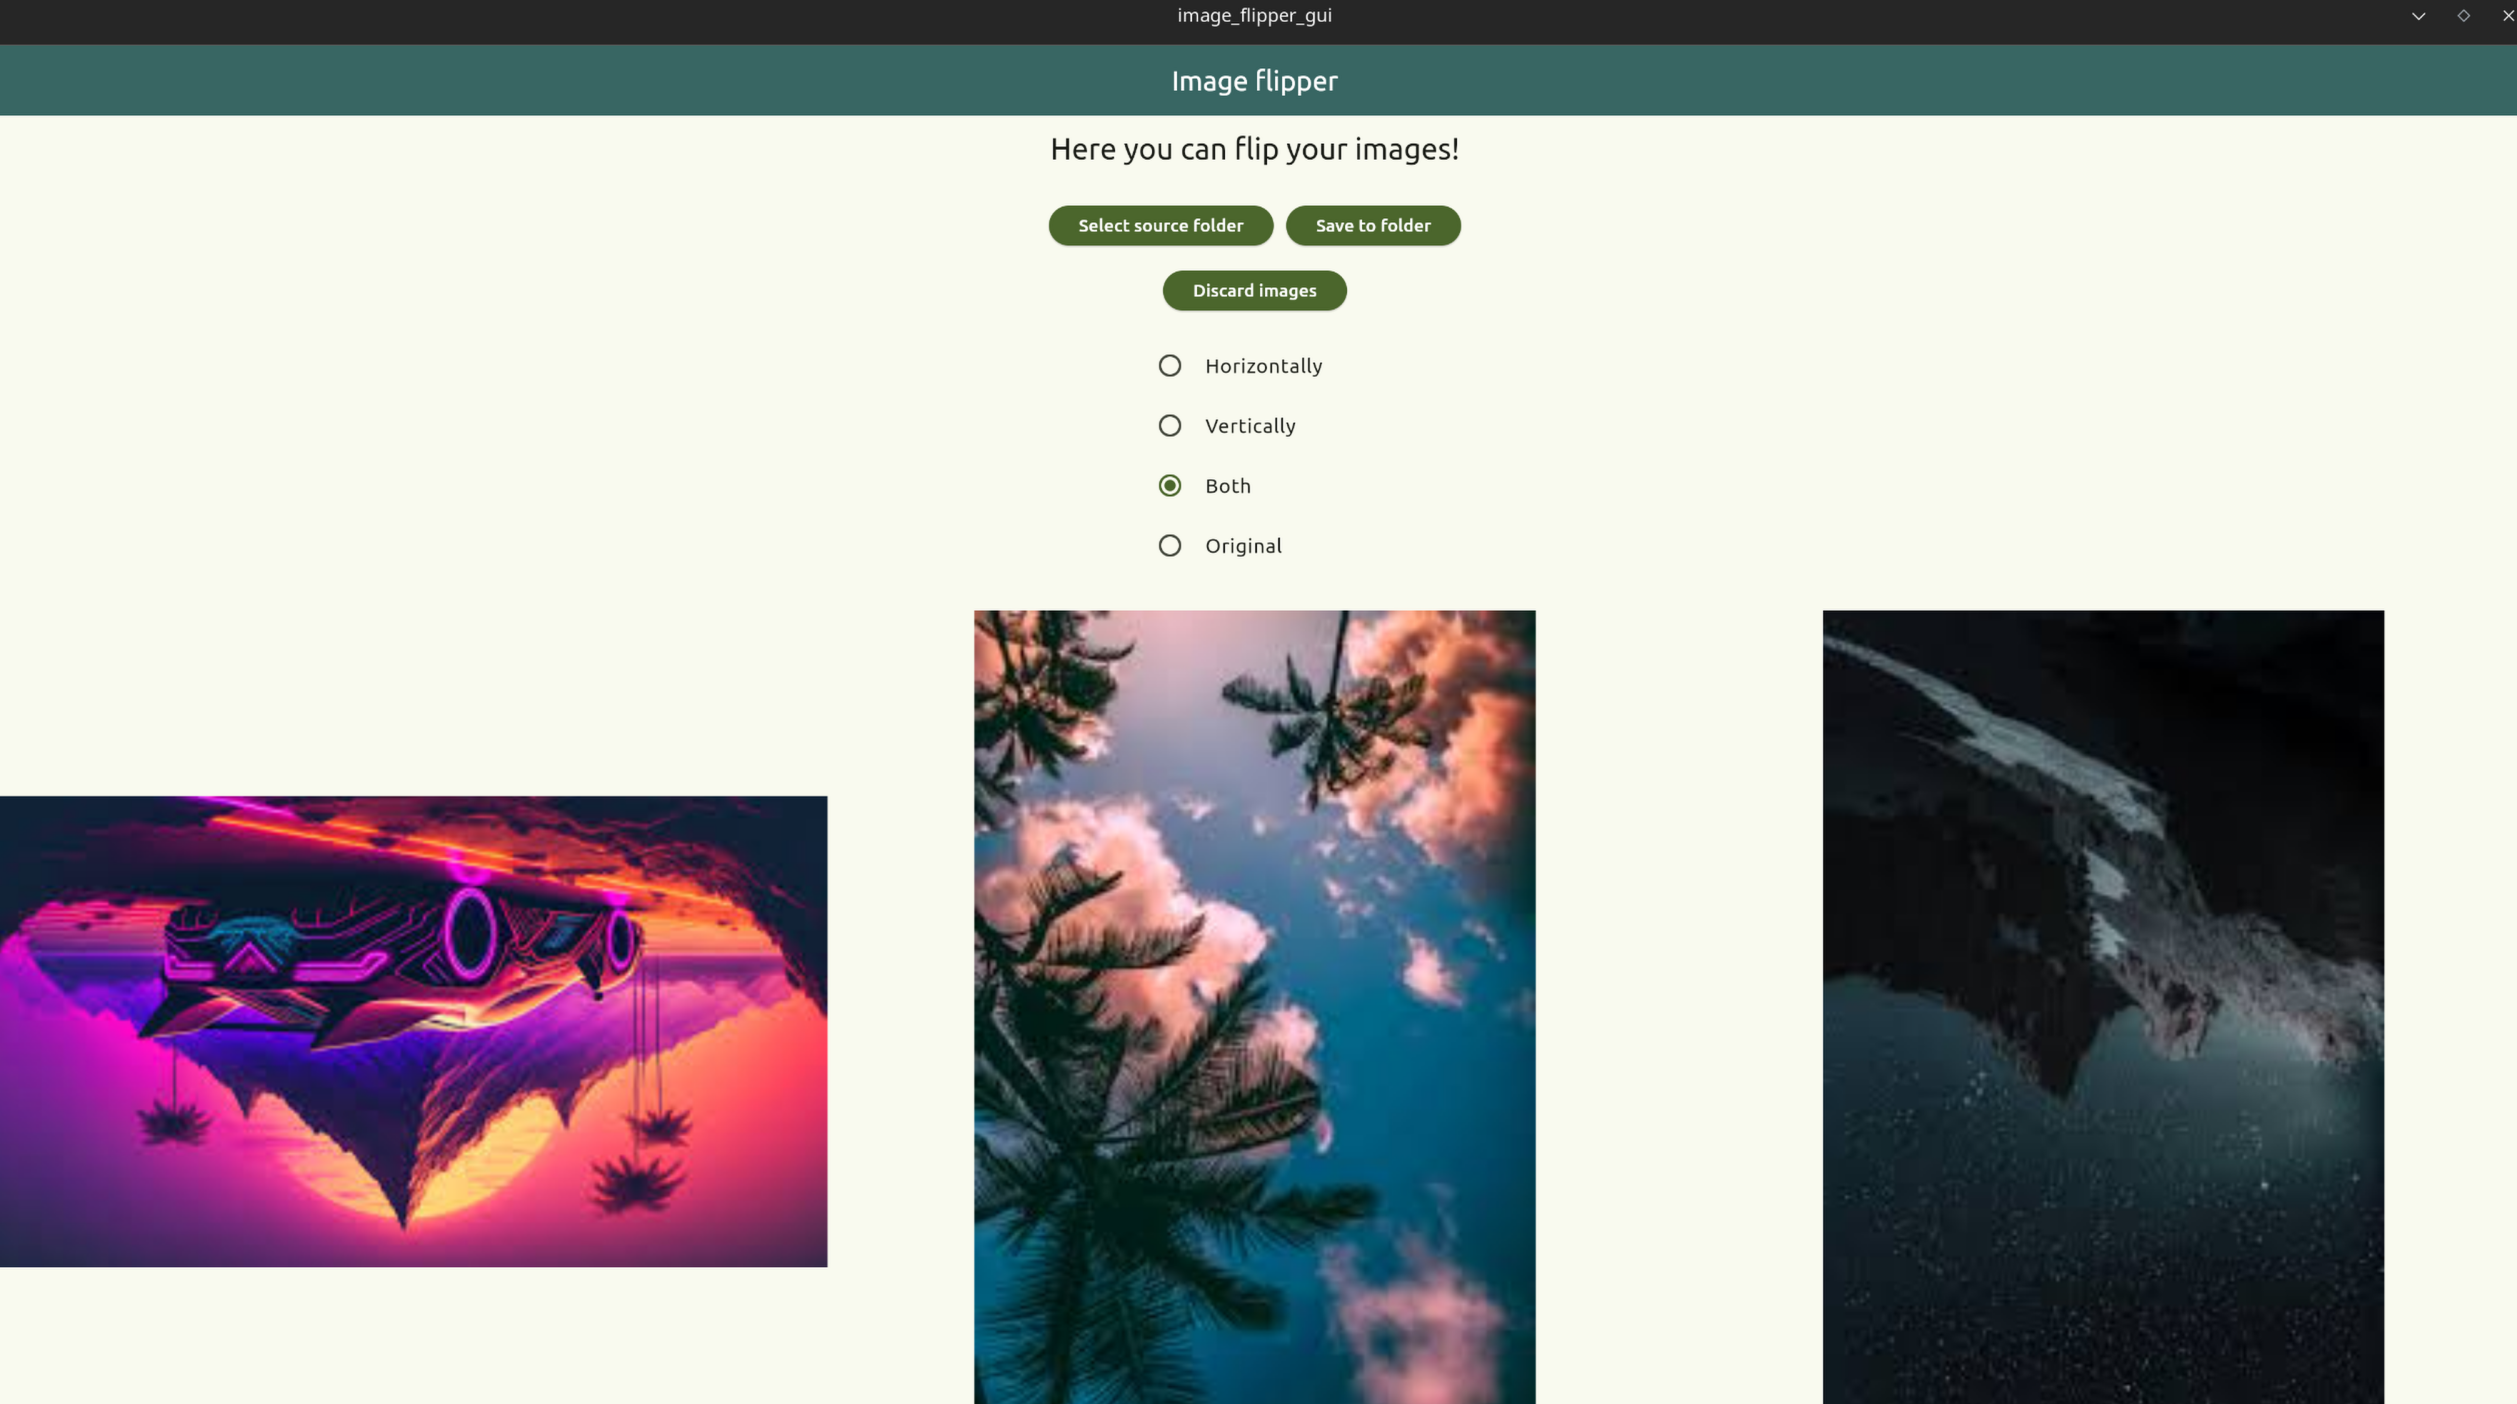 image_flipper_gui
Image flipper
Here you can flip your images!
Select source folder Save to folder
Discard images
Horizontally
Vertically
Both
Original